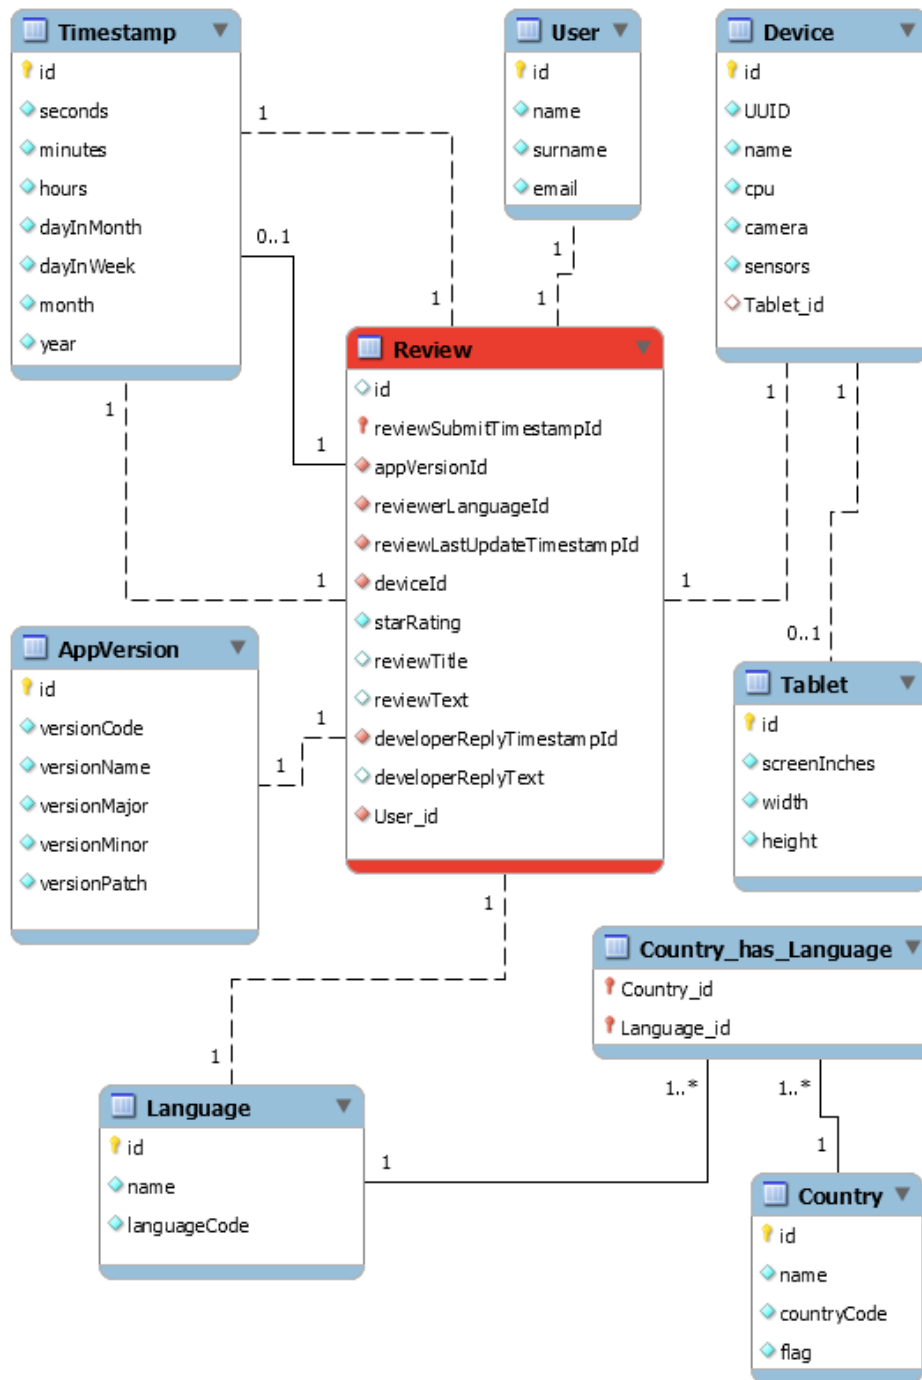 Timestamp
id
seconds
minutes
hours
dayInMonth
dayInWeek
month
year
User
id
name
surname
email
Device
id
UUID
name
cpu
camera
sensors
Tablet_id
1
0..1
1
1
1
1
1
1
1
Review
id
reviewSubmitTimestampId
appVersionId
reviewerLanguageId
reviewLastUpdateTimestampId
deviceId
starRating
reviewTitle
reviewText
developerReplyTimestampId
developerReplyText
User_id
1
1
1
0..1
AppVersion
id
versionCode
versionName
versionMajor
versionMinor
versionPatch
1
1
Tablet
id
screenInches
width
height
1
1
Country_has_Language
Country_id
Language_id
1..*
1..*
1
1
Language
id
name
languageCode
Country
id
name
countryCode
flag